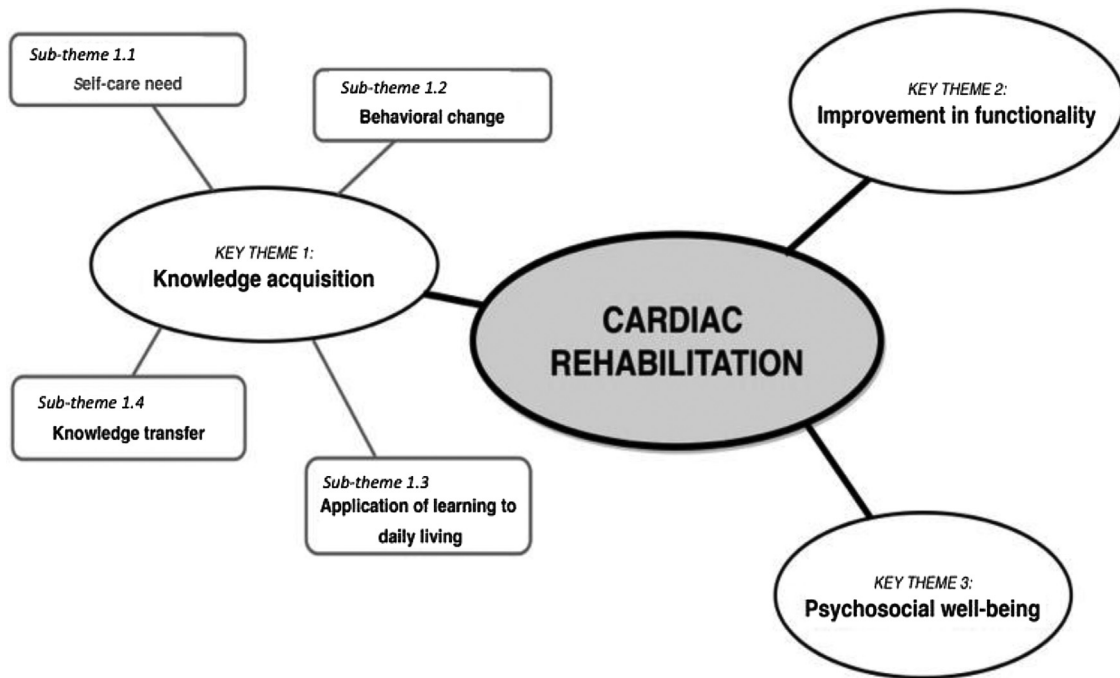 Sub-theme 1.1
Self-care need
Sub-theme 1.2
Behavioral change
KEY THEME 1:
Knowledge acquisition
Sub-theme 1.4
Knowledge transfer
Sub-theme 1.3
Application of learning to
daily living
CARDIAC
REHABILITATION
KEY THEME 2:
Improvement in functionality
KEY THEME 3:
Psychosocial well-being